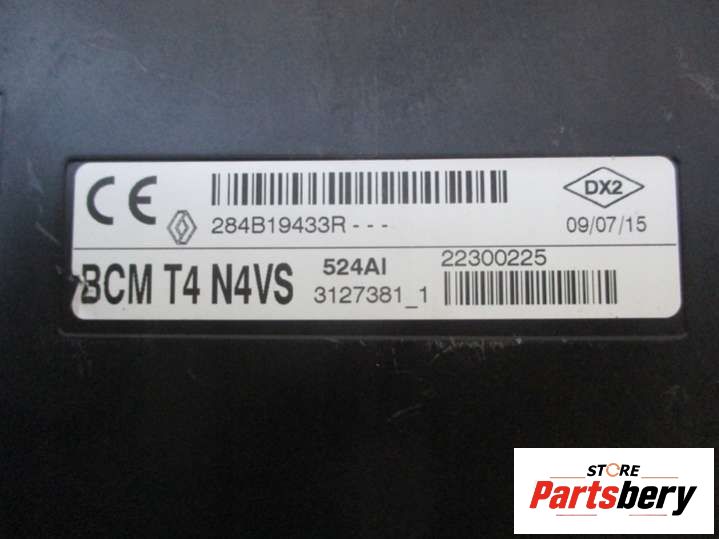 CE
DX2
284B19433R - - -
09/07/15
BCM T4 N4VS
524AI
22300225
3127381_1
STORE
Partsbery